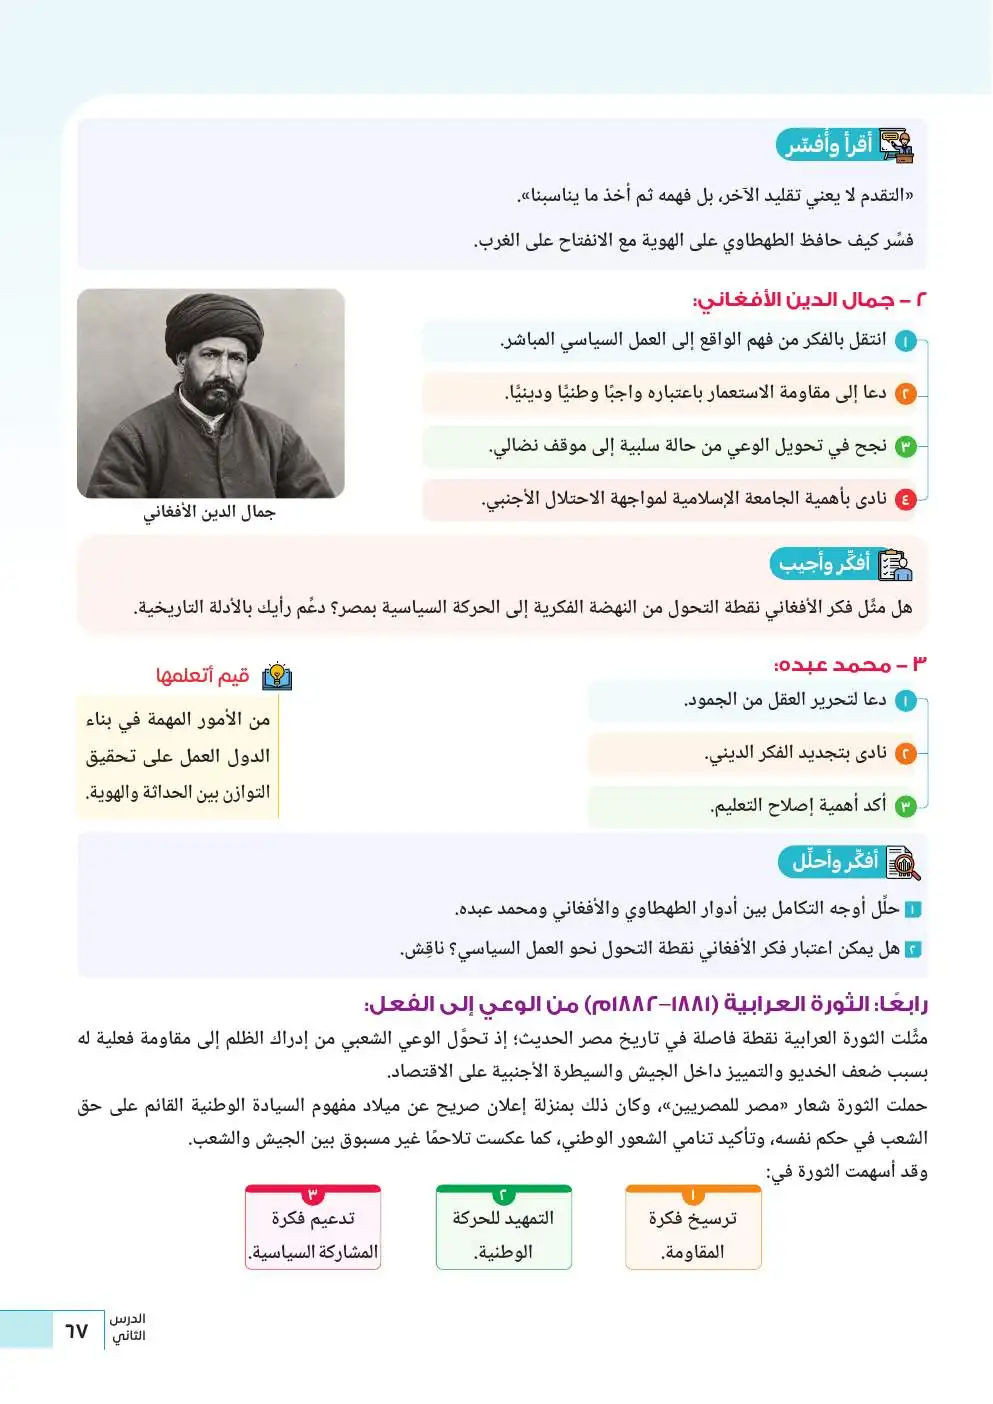 أقرأ وأفسِّر
«التقدم لا يعني تقليد الآخر، بل فهمه ثم أخذ ما يناسبنا».
فسِّر كيف حافظ الطهطاوي على الهوية مع الانفتاح على الغرب.
٢ – جمال الدين الأفغاني:
١ انتقل بالفكر من فهم الواقع إلى العمل السياسي المباشر.
٢ دعا إلى مقاومة الاستعمار باعتباره واجبًا وطنيًّا ودينيًّا.
٣ نجح في تحويل الوعي من حالة سلبية إلى موقف نضالي.
٤ نادى بأهمية الجامعة الإسلامية لمواجهة الاحتلال الأجنبي.
جمال الدين الأفغاني
أفكِّر وأجيب
هل مثَّل فكر الأفغاني نقطة التحول من النهضة الفكرية إلى الحركة السياسية بمصر؟ دعِّم رأيك بالأدلة التاريخية.
٣ – محمد عبده:
١ دعا لتحرير العقل من الجمود.
٢ نادى بتجديد الفكر الديني.
٣ أكد أهمية إصلاح التعليم.
قيم أتعلمها
من الأمور المهمة في بناء
الدول العمل على تحقيق
التوازن بين الحداثة والهوية.
أفكِّر وأحلِّل
١ حلِّل أوجه التكامل بين أدوار الطهطاوي والأفغاني ومحمد عبده.
٢ هل يمكن اعتبار فكر الأفغاني نقطة التحول نحو العمل السياسي؟ ناقِش.
رابعًا: الثورة العرابية (١٨٨١–١٨٨٢م) من الوعي إلى الفعل:
مثَّلت الثورة العرابية نقطة فاصلة في تاريخ مصر الحديث؛ إذ تحوَّل الوعي الشعبي من إدراك الظلم إلى مقاومة فعلية له
بسبب ضعف الخديو والتمييز داخل الجيش والسيطرة الأجنبية على الاقتصاد.
حملت الثورة شعار «مصر للمصريين»، وكان ذلك بمنزلة إعلان صريح عن ميلاد مفهوم السيادة الوطنية القائم على حق
الشعب في حكم نفسه، وتأكيد تنامي الشعور الوطني، كما عكست تلاحمًا غير مسبوق بين الجيش والشعب.
وقد أسهمت الثورة في:
١
ترسيخ فكرة
المقاومة.
٢
التمهيد للحركة
الوطنية.
٣
تدعيم فكرة
المشاركة السياسية.
الدرس
الثاني
٦٧